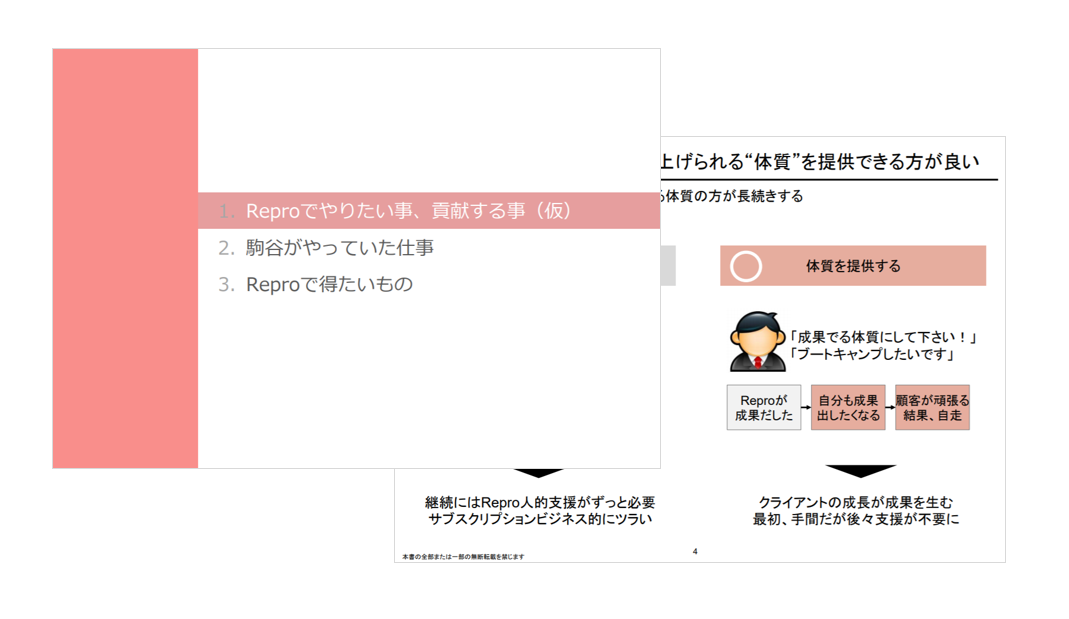 1. Reproでやりたい事、貢献する事（仮）
2. 駒谷がやっていた仕事
3. Reproで得たいもの
上げられる“体質”を提供できる方が良い
体質の方が長続きする
体質を提供する
「成果でる体質にして下さい！」
「ブートキャンプしたいです」
Reproが
成果だした
自分も成果
出したくなる
顧客が頑張る
結果、自走
継続にはRepro人的支援がずっと必要
サブスクリプションビジネス的にツラい
クライアントの成長が成果を生む
最初、手間だが後々支援が不要に
本書の全部または一部の無断転載を禁じます
4